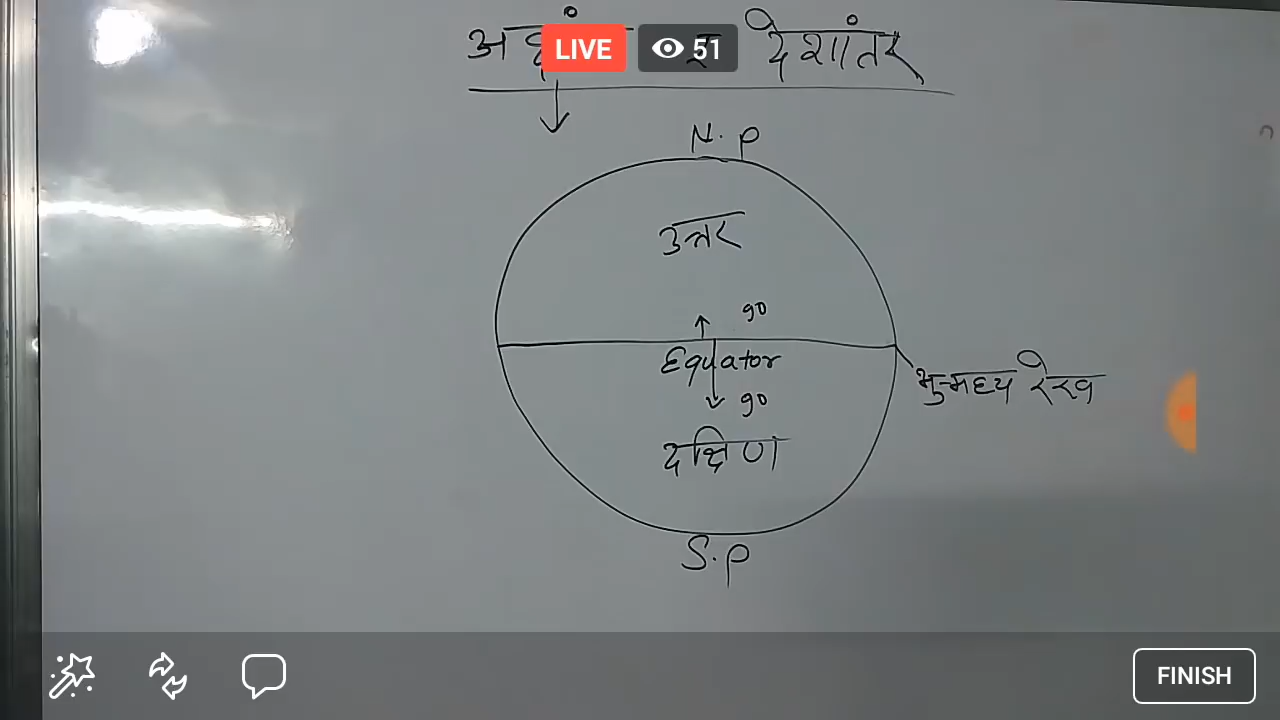 LIVE 51
देशांतर
N.P
उत्तर
90
Equator
भु-मध्य रेखा
90
दक्षिण
S.P
FINISH